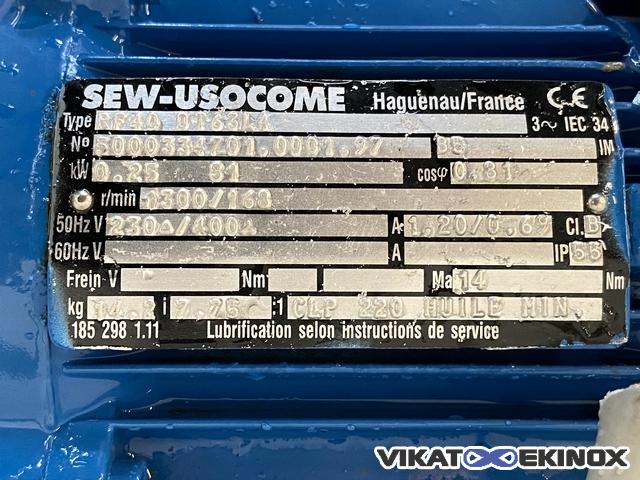 SEW-USOCOME Haguenau/France CE
Type RF40 DT63L4 3~ IEC 34
No 5000334701.0001.97 B5 IM
kW 0.25 S1 cosφ 0.81
r/min 1300/168
50Hz V 230△/400 A 1,20/0.69 Cl. B
60Hz V A IP 55
Frein V Nm Ma 14 Nm
kg 14.2 i 7.76 :1 CLP 220 HUILE MIN.
185 298 1.11 Lubrification selon instructions de service
VIKAT EKINOX